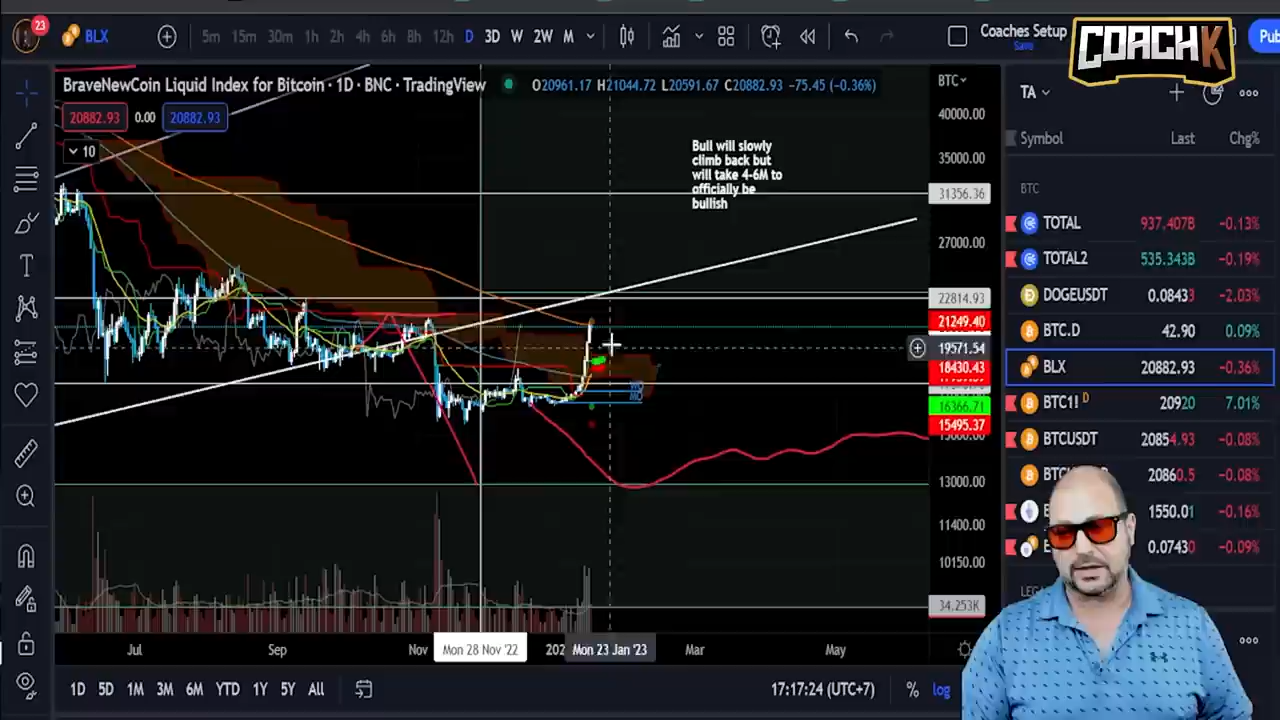 23
BLX
5m 15m 30m 1h 2h 4h 6h 8h 12h D 3D W 2W M
Coaches Setup
Save
Pub
COACHK
BraveNewCoin Liquid Index for Bitcoin · 1D · BNC · TradingView
O20961.17 H21044.72 L20591.67 C20882.93 −75.45 (−0.36%)
20882.93 0.00 20882.93
10
BTC
40000.00
35000.00
31356.36
27000.00
22814.93
21249.40
19571.54
18430.43
16366.71
15495.37
13000.00
11400.00
10150.00
34.253K
Bull will slowly
climb back but
will take 4-6M to
officially be
bullish
WO
MO
Jul Sep Nov Mon 28 Nov '22 202 Mon 23 Jan '23 Mar May
1D 5D 1M 3M 6M YTD 1Y 5Y All
17:17:24 (UTC+7) % log
TA
Symbol Last Chg%
BTC
TOTAL 937.407B −0.13%
TOTAL2 535.343B −0.19%
DOGEUSDT 0.0843 −2.03%
BTC.D 42.90 0.09%
BLX 20882.93 −0.36%
BTC1! D 20920 7.01%
BTCUSDT 20854.93 −0.08%
20860.5 −0.08%
1550.01 −0.16%
0.07430 −0.09%